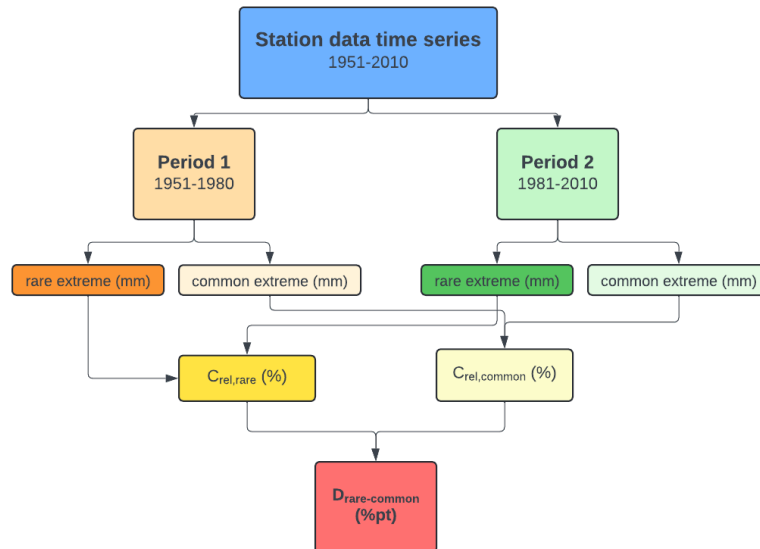 Station data time series
1951-2010
Period 1
1951-1980
Period 2
1981-2010
rare extreme (mm)
common extreme (mm)
rare extreme (mm)
common extreme (mm)
Crel,rare (%)
Crel,common (%)
Drare-common
(%pt)